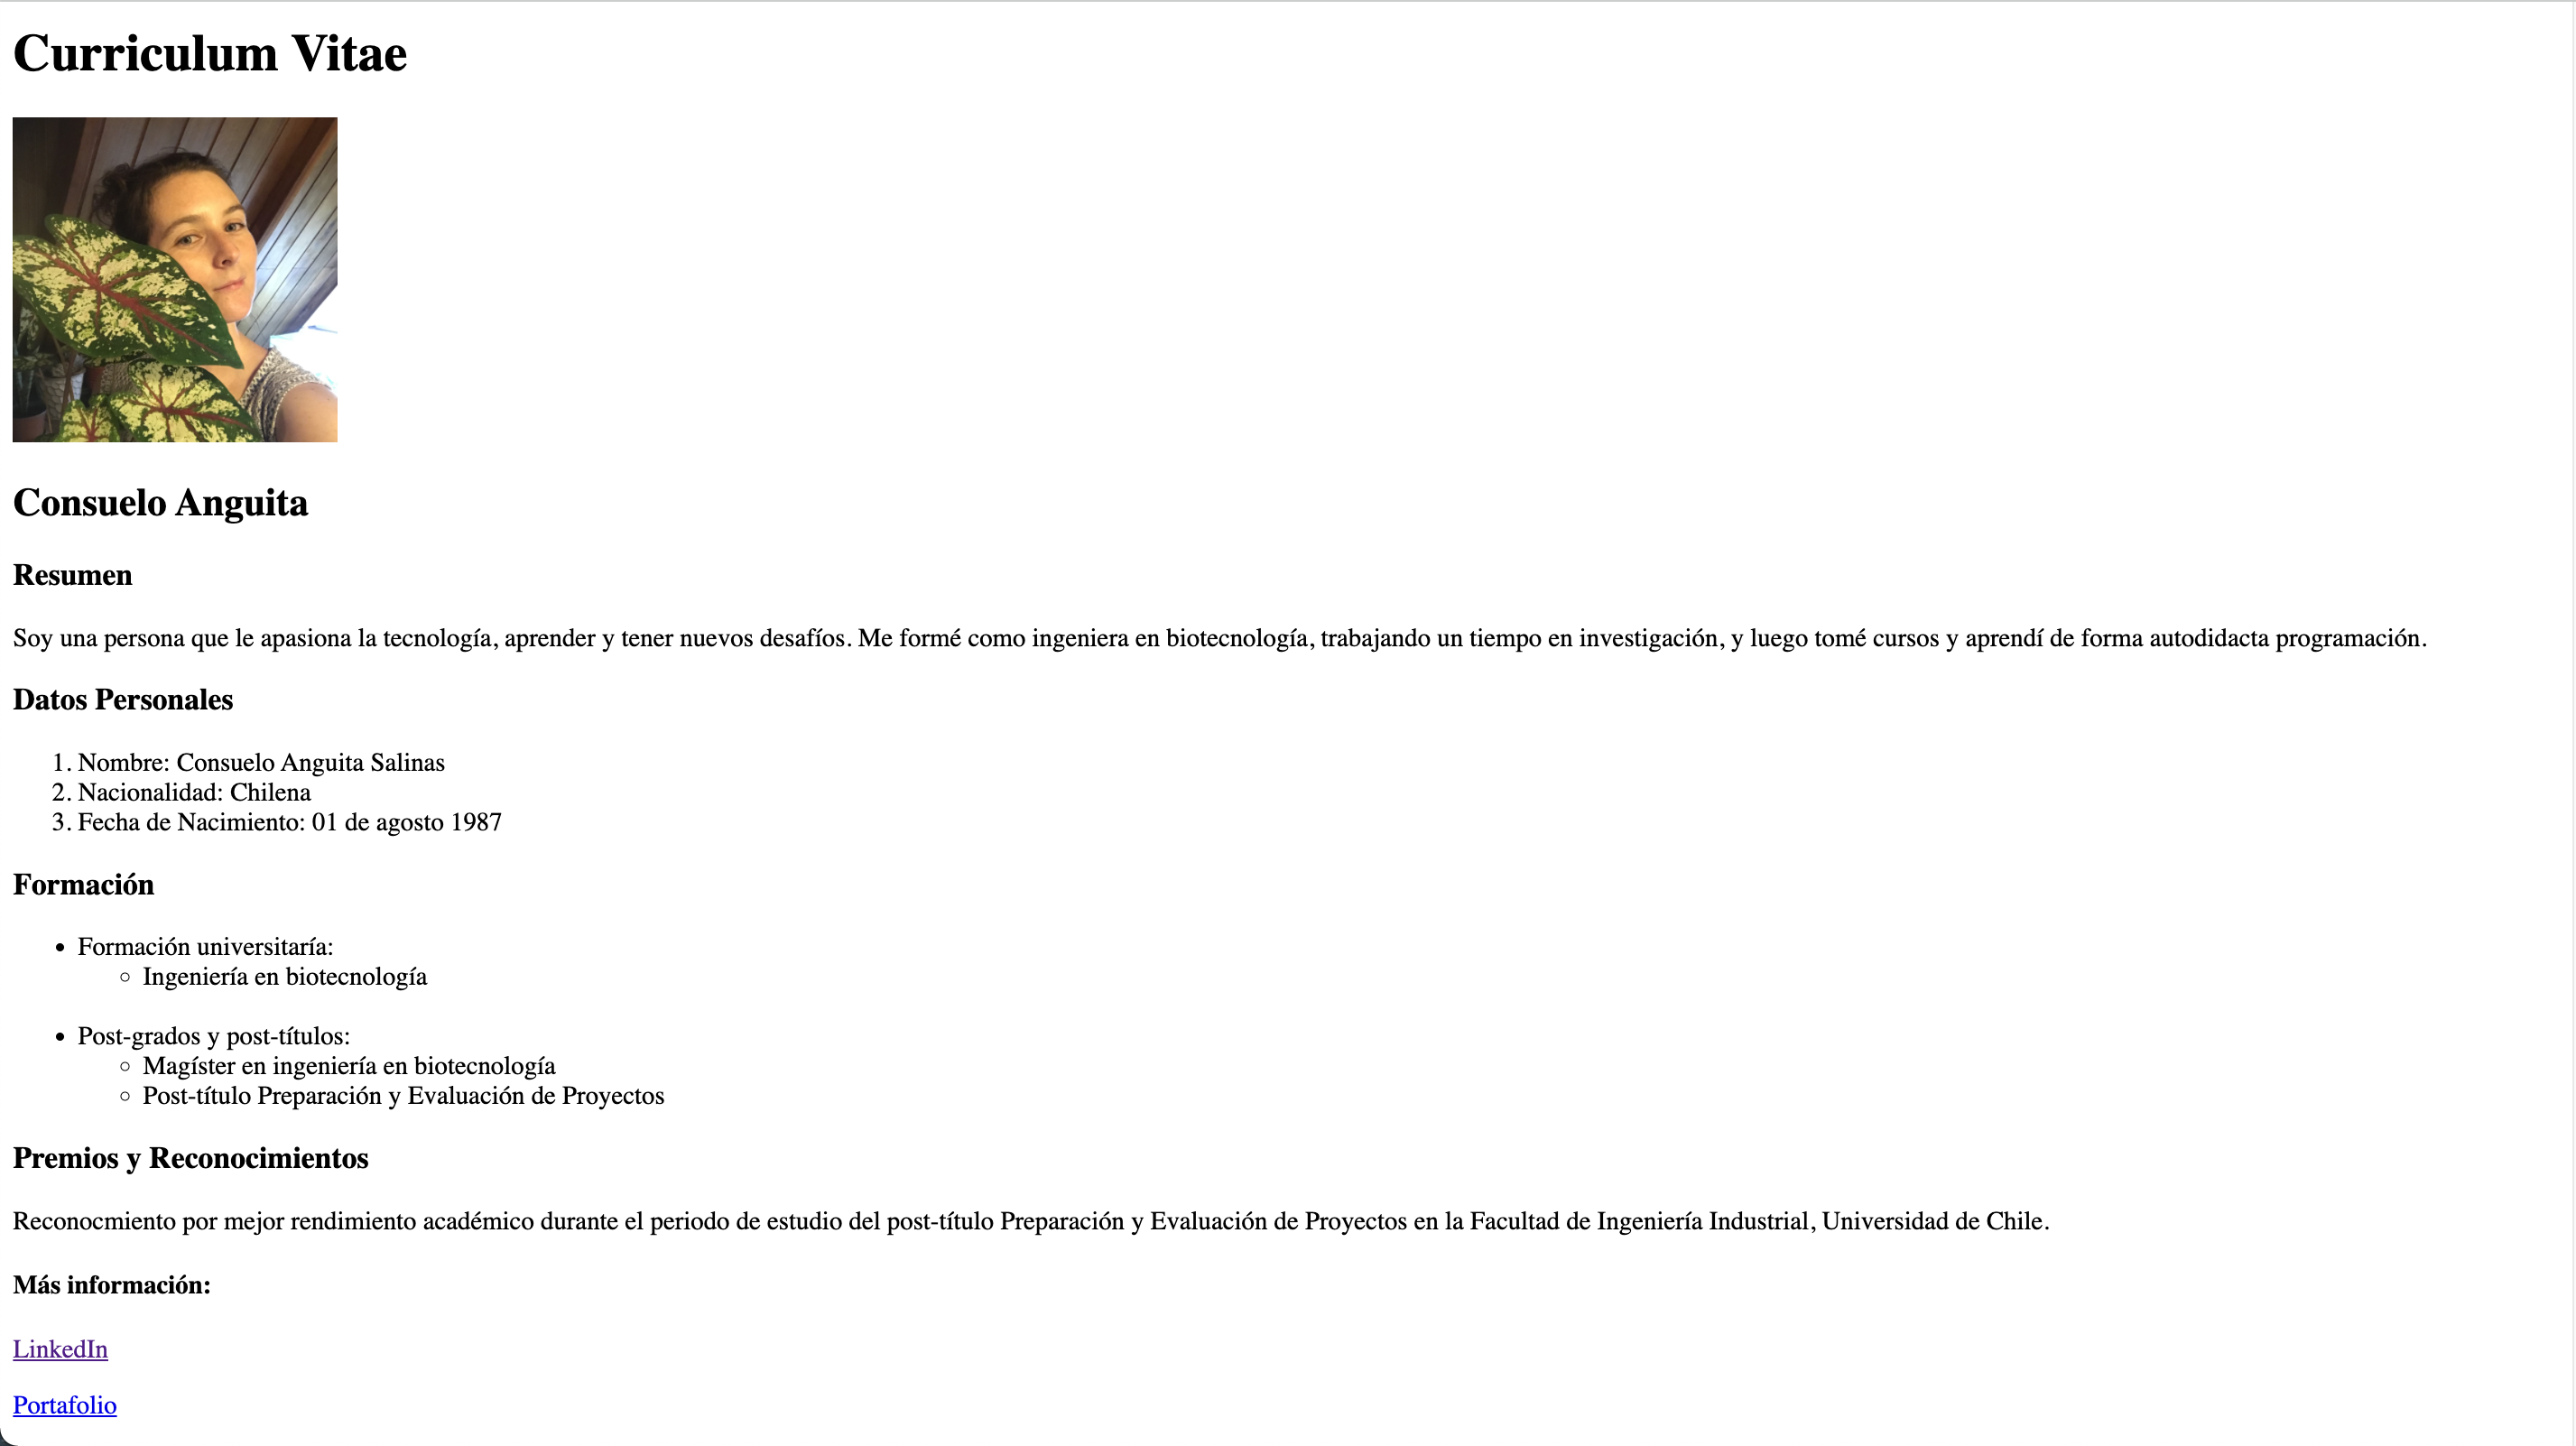 Curriculum Vitae
Consuelo Anguita
Resumen
Soy una persona que le apasiona la tecnología, aprender y tener nuevos desafíos. Me formé como ingeniera en biotecnología, trabajando un tiempo en investigación, y luego tomé cursos y aprendí de forma autodidacta programación.
Datos Personales
1. Nombre: Consuelo Anguita Salinas
2. Nacionalidad: Chilena
3. Fecha de Nacimiento: 01 de agosto 1987
Formación
• Formación universitaría:
◦ Ingeniería en biotecnología
• Post-grados y post-títulos:
◦ Magíster en ingeniería en biotecnología
◦ Post-título Preparación y Evaluación de Proyectos
Premios y Reconocimientos
Reconocmiento por mejor rendimiento académico durante el periodo de estudio del post-título Preparación y Evaluación de Proyectos en la Facultad de Ingeniería Industrial, Universidad de Chile.
Más información:
LinkedIn
Portafolio